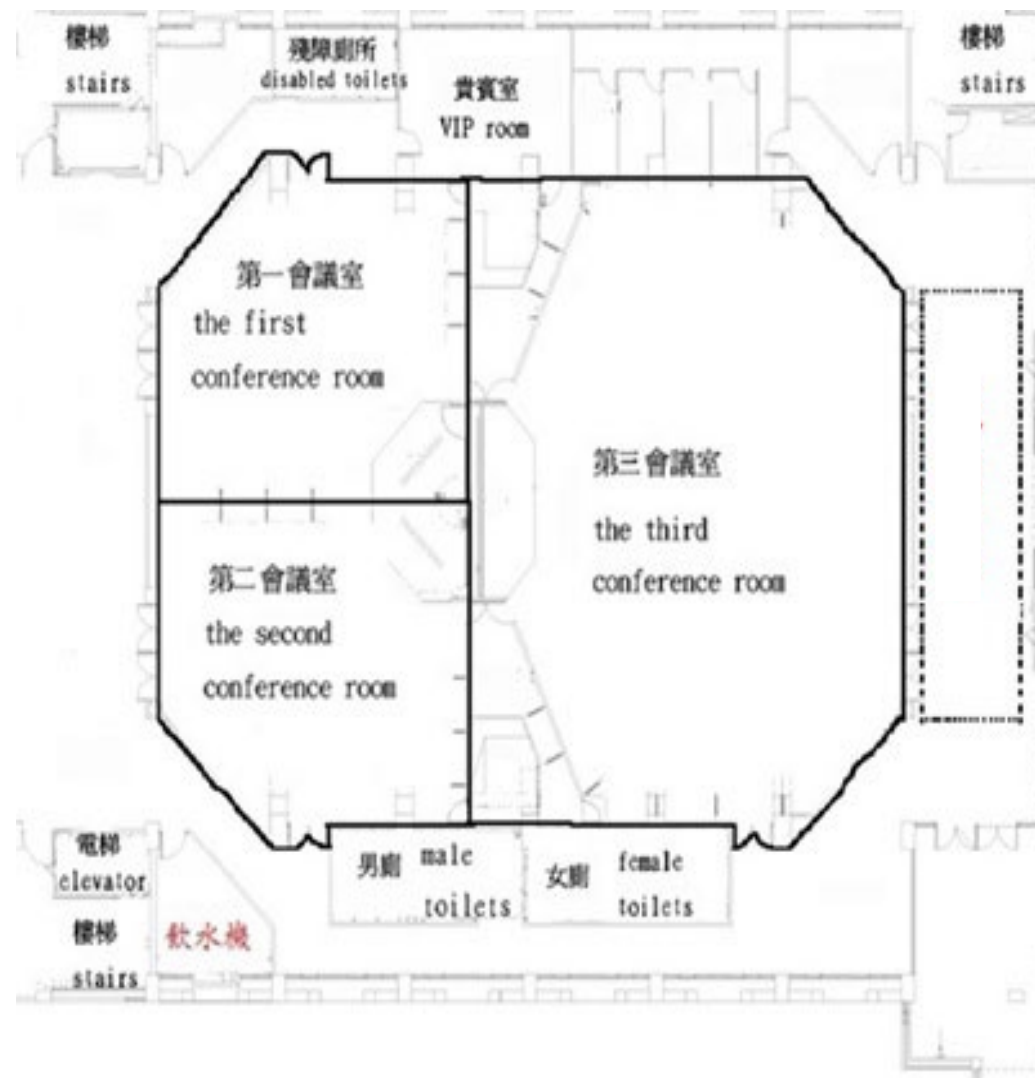 樓梯
stairs
殘障廁所
disabled toilets
貴賓室
VIP room
樓梯
stairs
第一會議室
the first
conference room
第三會議室
the third
conference room
第二會議室
the second
conference room
電梯
elevator
樓梯
stairs
飲水機
男廁 male
toilets
女廁 female
toilets